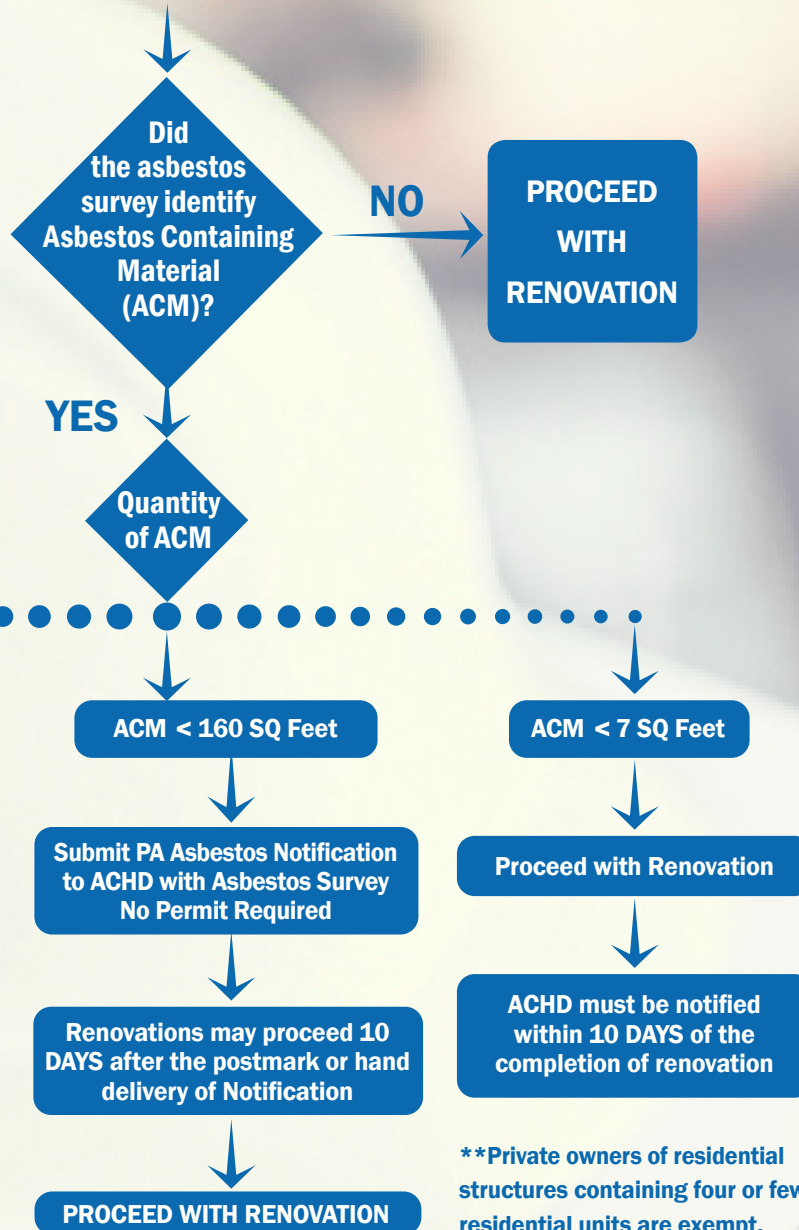 Did
the asbestos
survey identify
Asbestos Containing
Material
(ACM)?
NO
PROCEED
WITH
RENOVATION
YES
Quantity
of ACM
ACM < 160 SQ Feet
Submit PA Asbestos Notification
to ACHD with Asbestos Survey
No Permit Required
Renovations may proceed 10
DAYS after the postmark or hand
delivery of Notification
PROCEED WITH RENOVATION
ACM < 7 SQ Feet
Proceed with Renovation
ACHD must be notified
within 10 DAYS of the
completion of renovation
**Private owners of residential
structures containing four or
residential units are exempt.